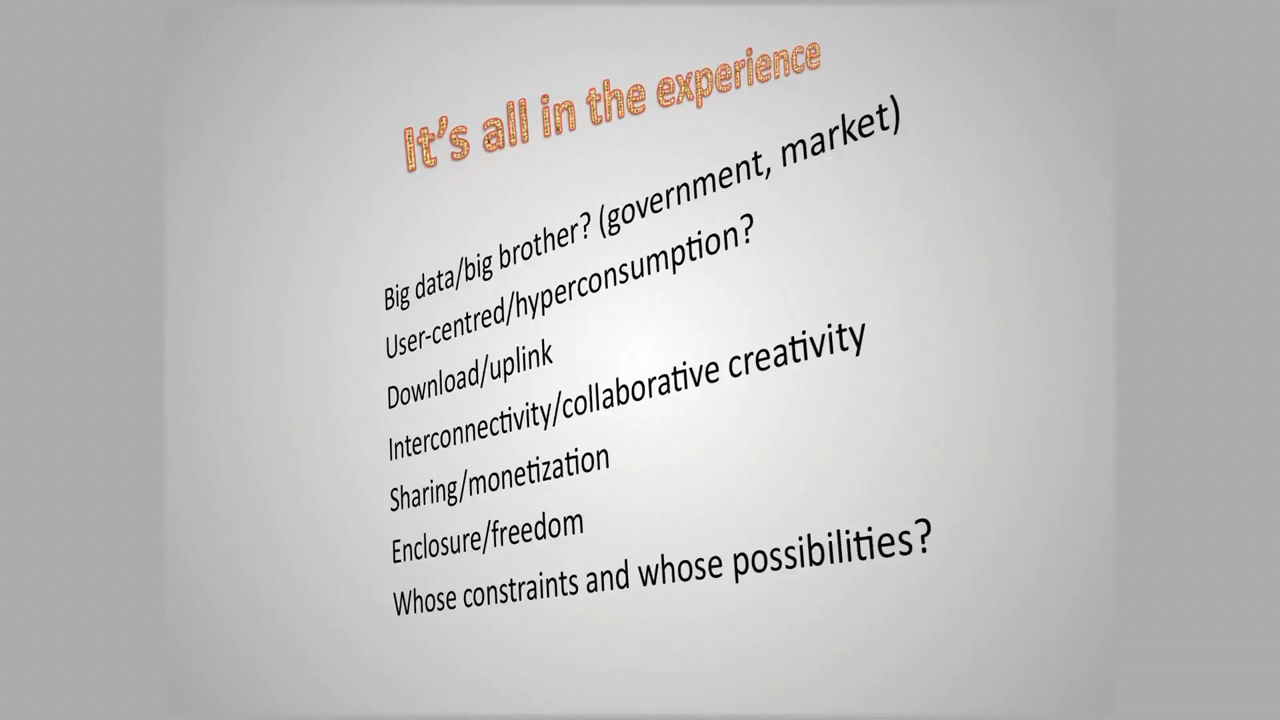 It’s all in the experience
Big data/big brother? (government, market)
User-centred/hyperconsumption?
Download/uplink
Interconnectivity/collaborative creativity
Sharing/monetization
Enclosure/freedom
Whose constraints and whose possibilities?